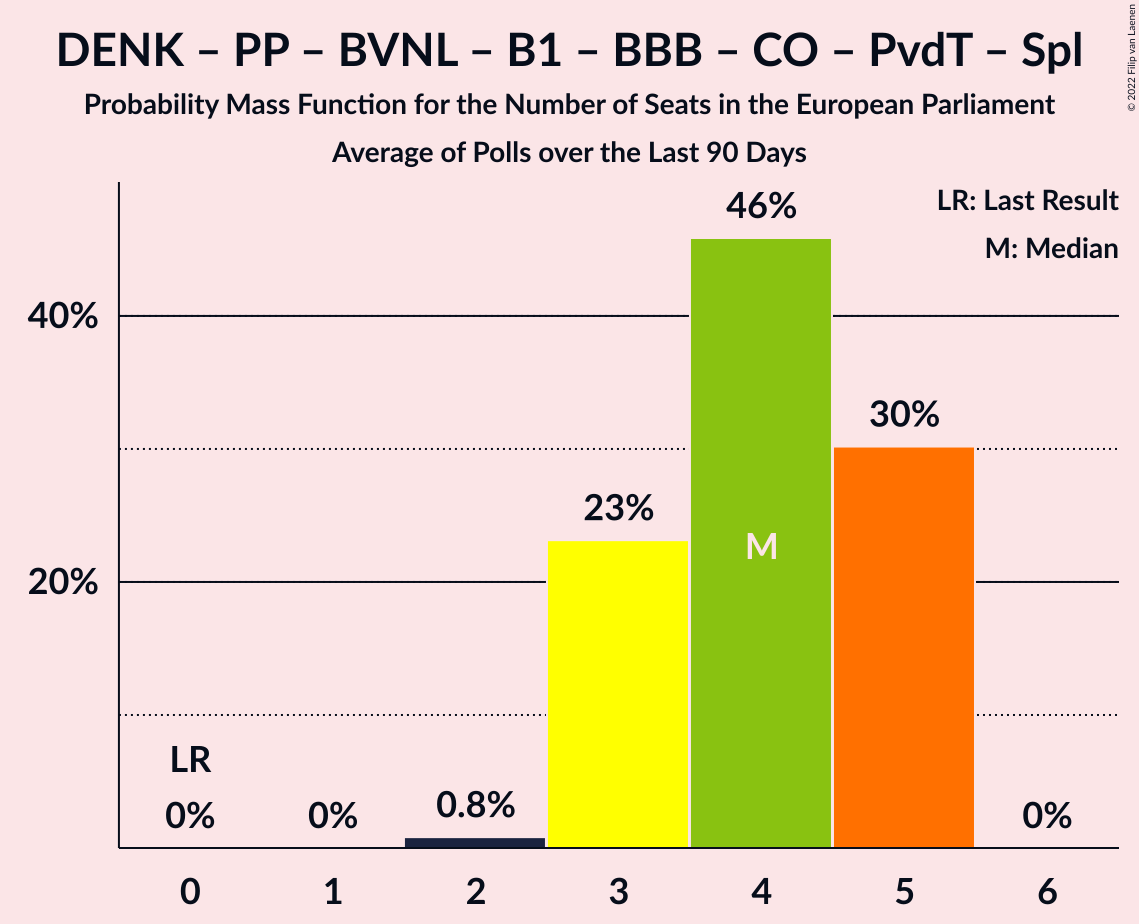 DENK – PP – BVNL – B1 – BBB – CO – PvdT – Spl
Probability Mass Function for the Number of Seats in the European Parliament
Average of Polls over the Last 90 Days
© 2022 Filip van Laenen
LR: Last Result
M: Median
46%
40%
30%
23%
M
20%
LR
0%
0%
0.8%
0%
0 1 2 3 4 5 6